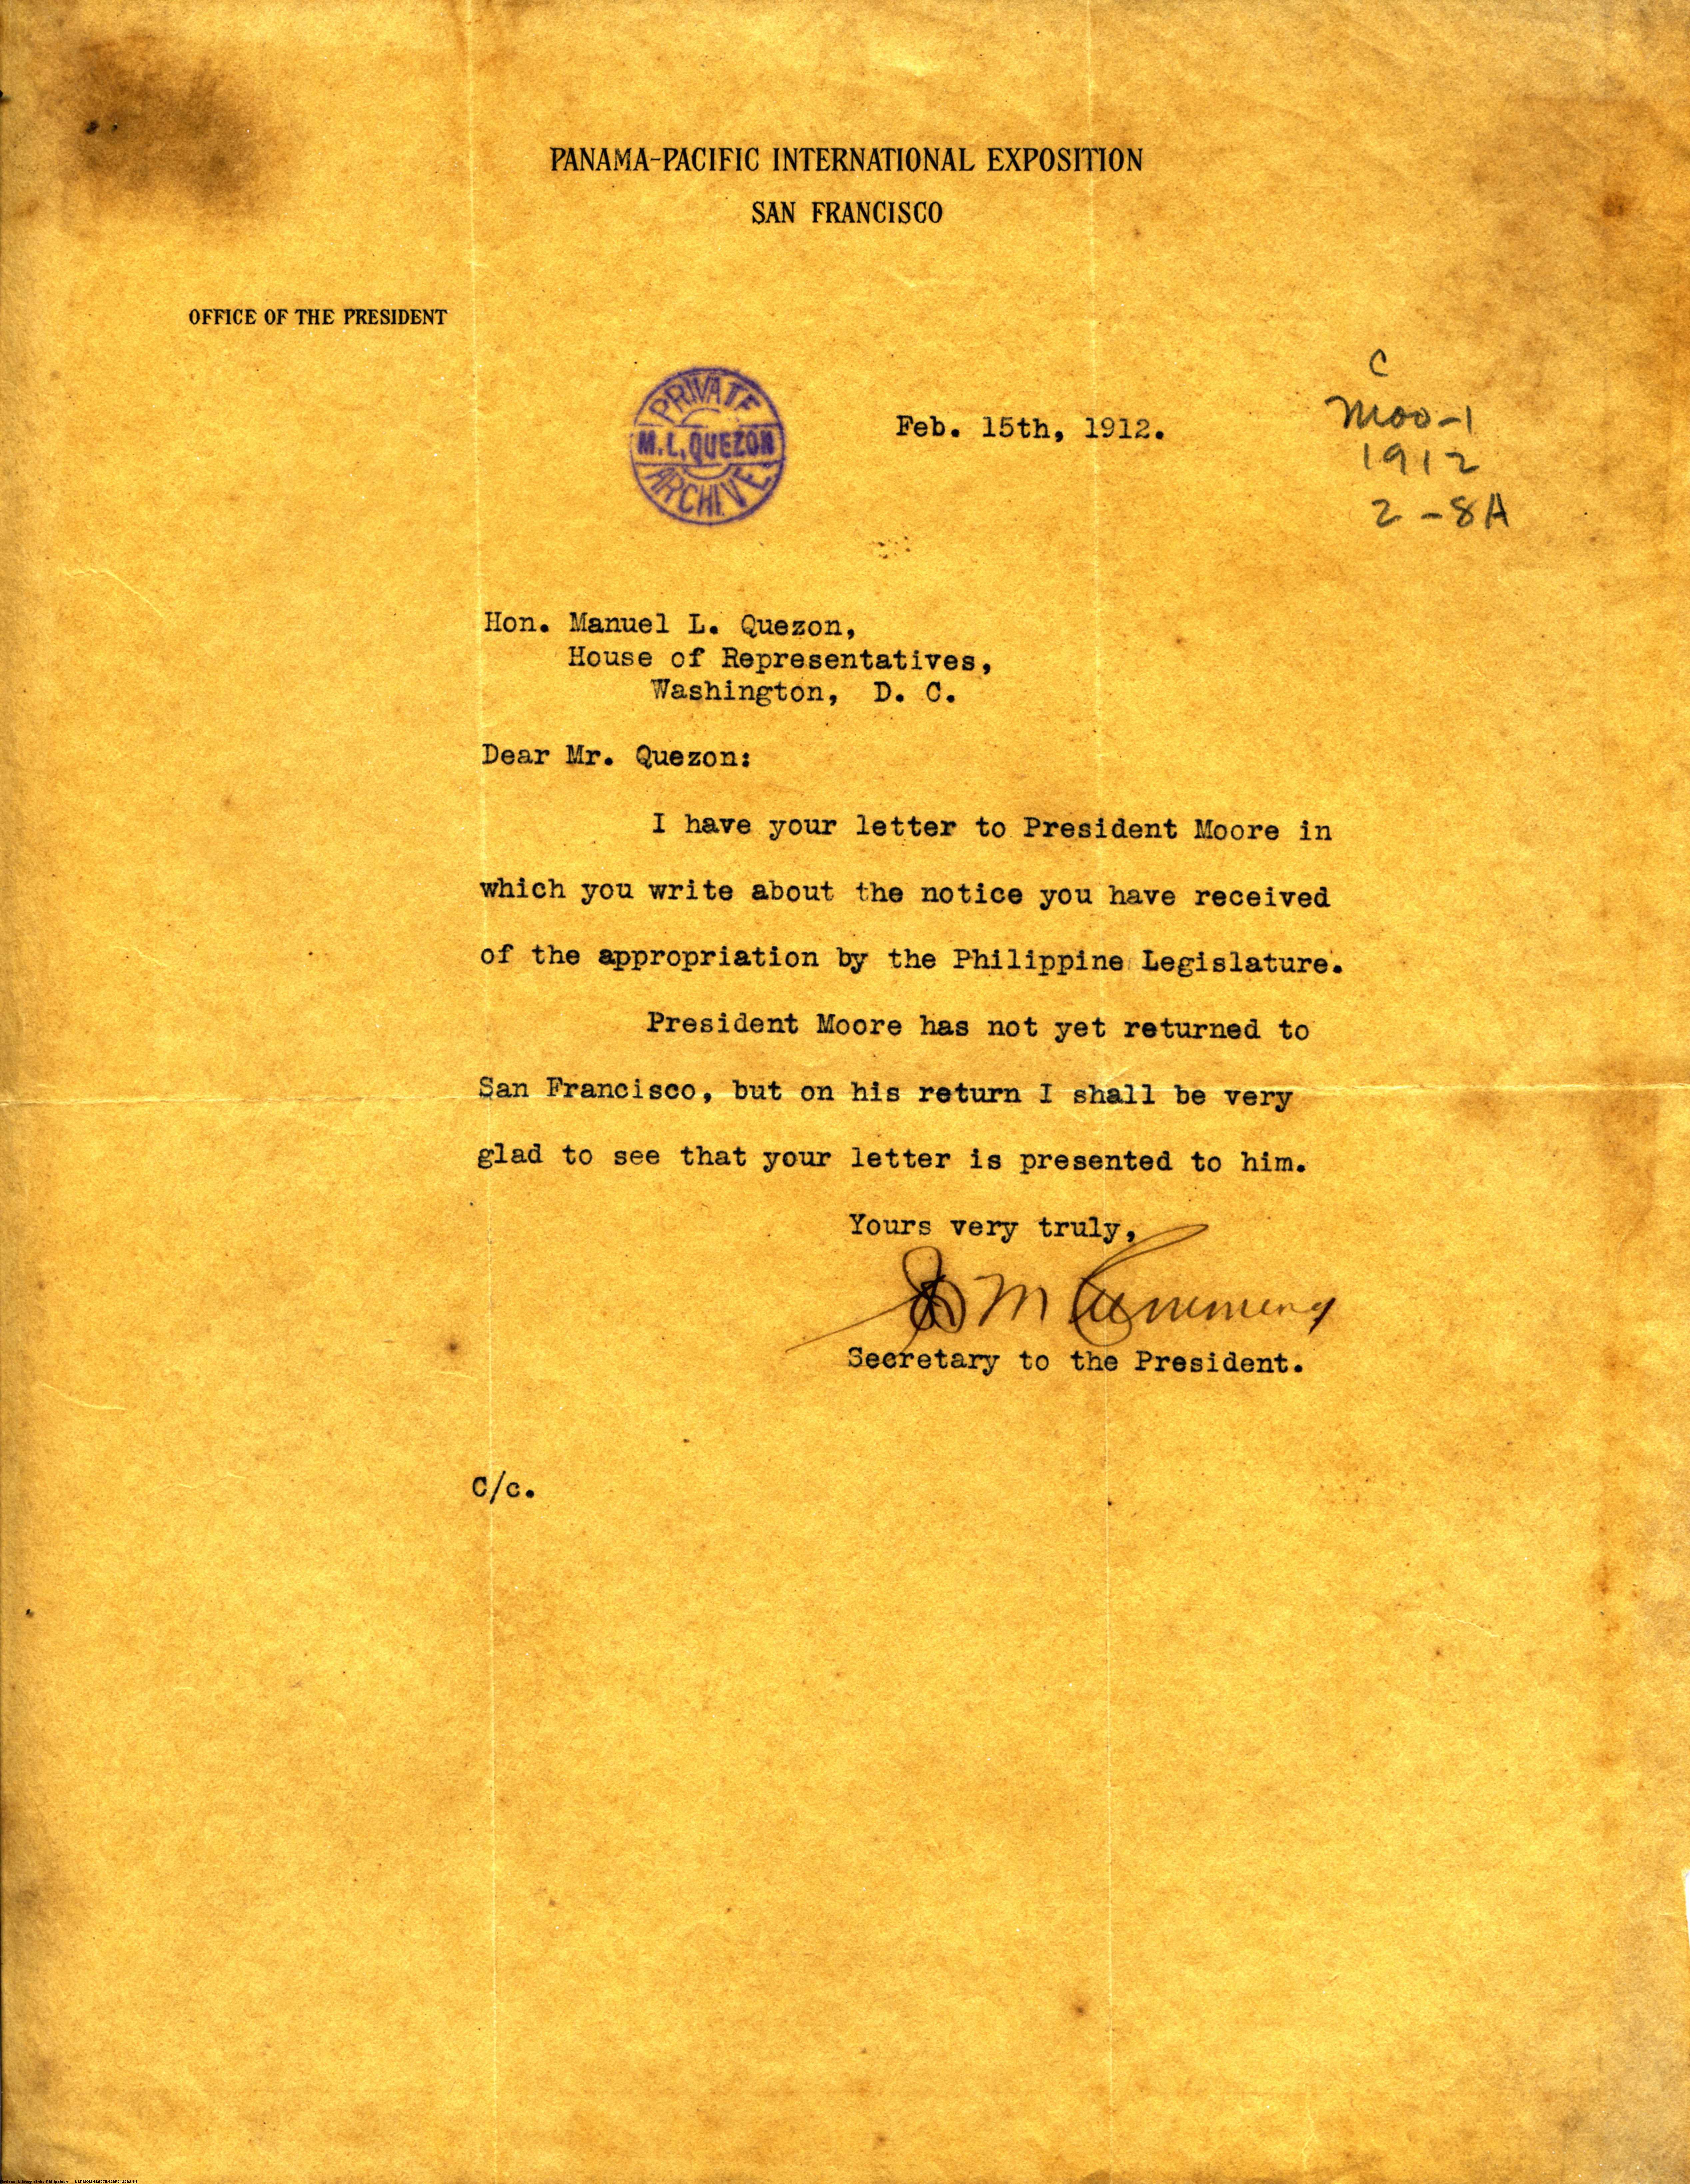 PANAMA-PACIFIC INTERNATIONAL EXPOSITION
SAN FRANCISCO
OFFICE OF THE PRESIDENT
PRIVATE
M.L.QUEZON
ARCHIVE
Feb. 15th, 1912.
C
Moo-1
1912
2-8A
Hon. Manuel L. Quezon,
House of Representatives,
Washington, D. C.
Dear Mr. Quezon:
I have your letter to President Moore in
which you write about the notice you have received
of the appropriation by the Philippine Legislature.
President Moore has not yet returned to
San Francisco, but on his return I shall be very
glad to see that your letter is presented to him.
Yours very truly,
Secretary to the President.
C/c.